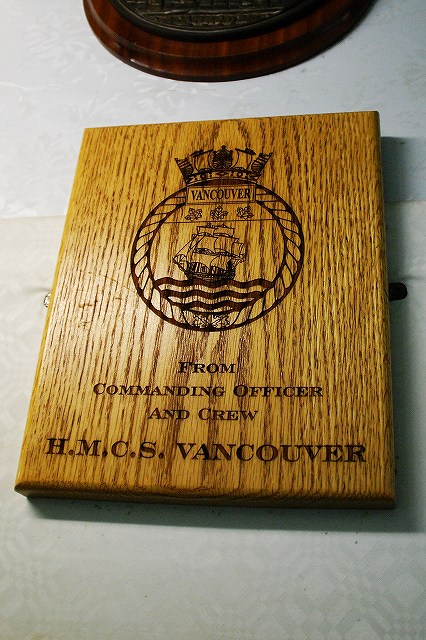 VANCOUVER
FROM
COMMANDING OFFICER
AND CREW
H.M.C.S. VANCOUVER